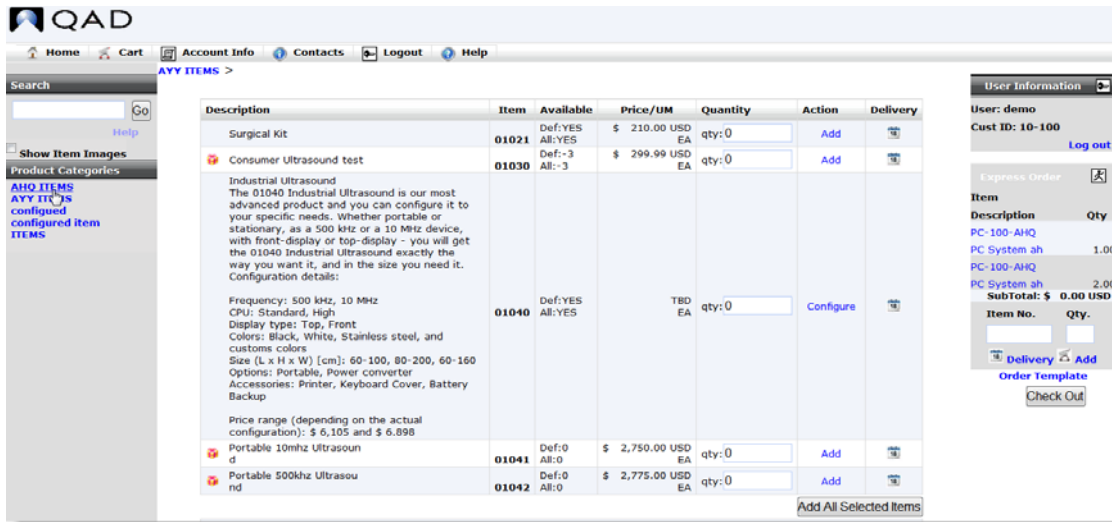 QAD
Home Cart Account Info Contacts Logout Help
AYY ITEMS >
Search
Go
Help
Show Item Images
Product Categories
AHQ ITEMS
AYY ITEMS
configued
configured item
ITEMS
Description Item Available Price/UM Quantity Action Delivery
Surgical Kit 01021 Def:YES All:YES $ 210.00 USD EA qty: 0 Add
Consumer Ultrasound test 01030 Def:-3 All:-3 $ 299.99 USD EA qty: 0 Add
Industrial Ultrasound
The 01040 Industrial Ultrasound is our most
advanced product and you can configure it to
your specific needs. Whether portable or
stationary, as a 500 kHz or a 10 MHz device,
with front-display or top-display - you will get
the 01040 Industrial Ultrasound exactly the
way you want it, and in the size you need it.
Configuration details:
Frequency: 500 kHz, 10 MHz
CPU: Standard, High
Display type: Top, Front
Colors: Black, White, Stainless steel, and
customs colors
Size (L x H x W) [cm]: 60-100, 80-200, 60-160
Options: Portable, Power converter
Accessories: Printer, Keyboard Cover, Battery
Backup
Price range (depending on the actual
configuration): $ 6,105 and $ 6.898
01040 Def:YES All:YES TBD EA qty: 0 Configure
Portable 10mhz Ultrasoun
d 01041 Def:0 All:0 $ 2,750.00 USD EA qty: 0 Add
Portable 500khz Ultrasou
nd 01042 Def:0 All:0 $ 2,775.00 USD EA qty: 0 Add
Add All Selected Items
User Information
User: demo
Cust ID: 10-100
Log out
Express Order
Item
Description Qty
PC-100-AHQ
PC System ah 1.00
PC-100-AHQ
PC System ah 2.00
SubTotal: $ 0.00 USD
Item No. Qty.
Delivery Add
Order Template
Check Out